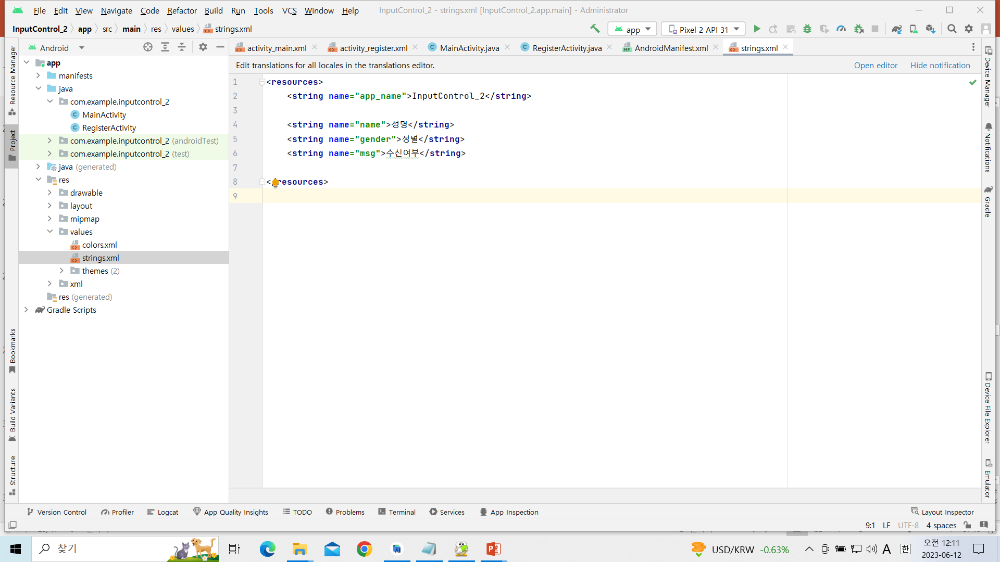 File Edit View Navigate Code Refactor Build Run Tools VCS Window Help InputControl_2 - strings.xml [InputControl_2.app.main] - Administrator
InputControl_2 app src main res values strings.xml app Pixel 2 API 31
Android
activity_main.xml activity_register.xml MainActivity.java RegisterActivity.java AndroidManifest.xml strings.xml
Edit translations for all locales in the translations editor. Open editor Hide notification
Resource Manager
Project
Bookmarks
Build Variants
Structure
app
manifests
java
com.example.inputcontrol_2
MainActivity
RegisterActivity
com.example.inputcontrol_2 (androidTest)
com.example.inputcontrol_2 (test)
java (generated)
res
drawable
layout
mipmap
values
colors.xml
strings.xml
themes (2)
xml
res (generated)
Gradle Scripts
1 <resources>
2 <string name="app_name">InputControl_2</string>
3
4 <string name="name">성명</string>
5 <string name="gender">성별</string>
6 <string name="msg">수신여부</string>
7
8 </resources>
9
Device Manager
Notifications
Gradle
Device File Explorer
Emulator
Version Control Profiler Logcat App Quality Insights TODO Problems Terminal Services App Inspection Layout Inspector
9:1 LF UTF-8 4 spaces
찾기 USD/KRW -0.63% A 한 오전 12:11
2023-06-12